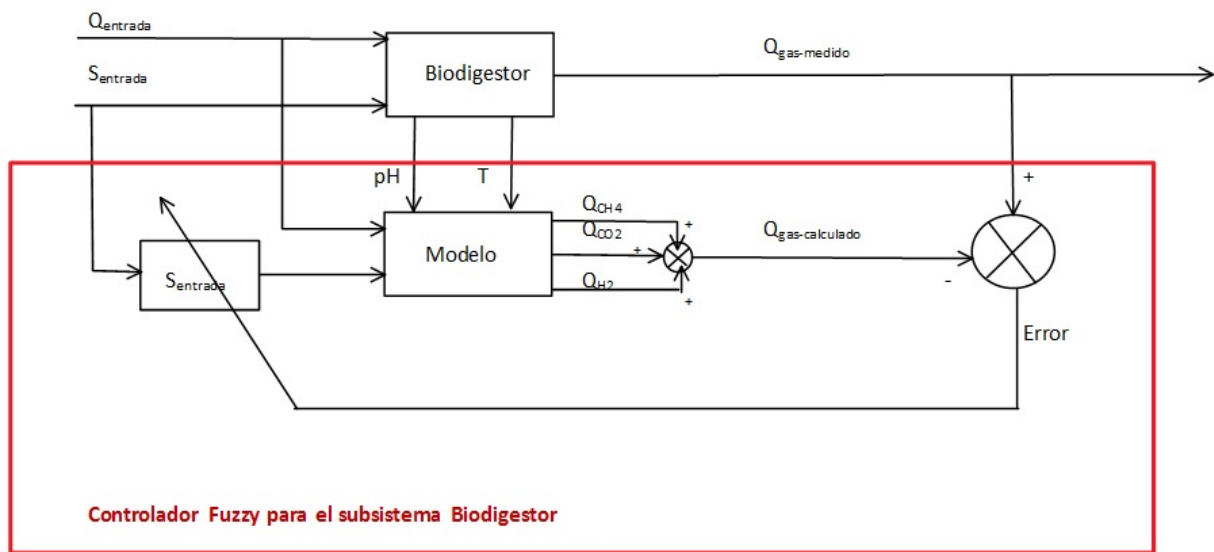 Qentrada
Sentrada
Biodigestor
Qgas-medido
pH
T
+
QCH4
+
QCO2
+
Modelo
Qgas-calculado
Sentrada
QH2
+
-
Error
Controlador Fuzzy para el subsistema Biodigestor